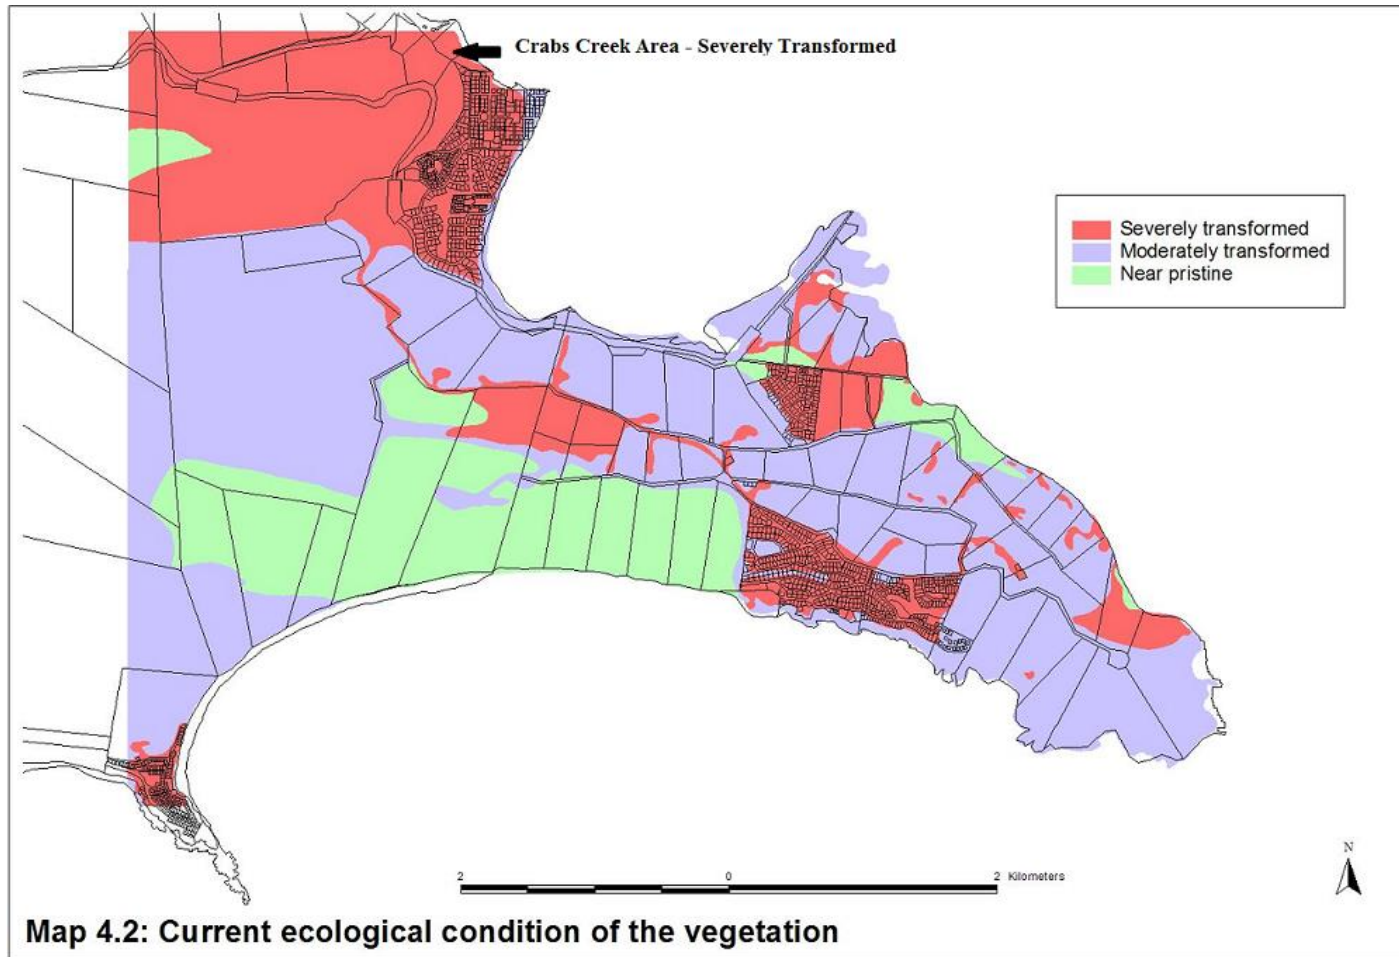 Crabs Creek Area - Severely Transformed
Severely transformed
Moderately transformed
Near pristine
N
2 0 2 Kilometers
Map 4.2: Current ecological condition of the vegetation